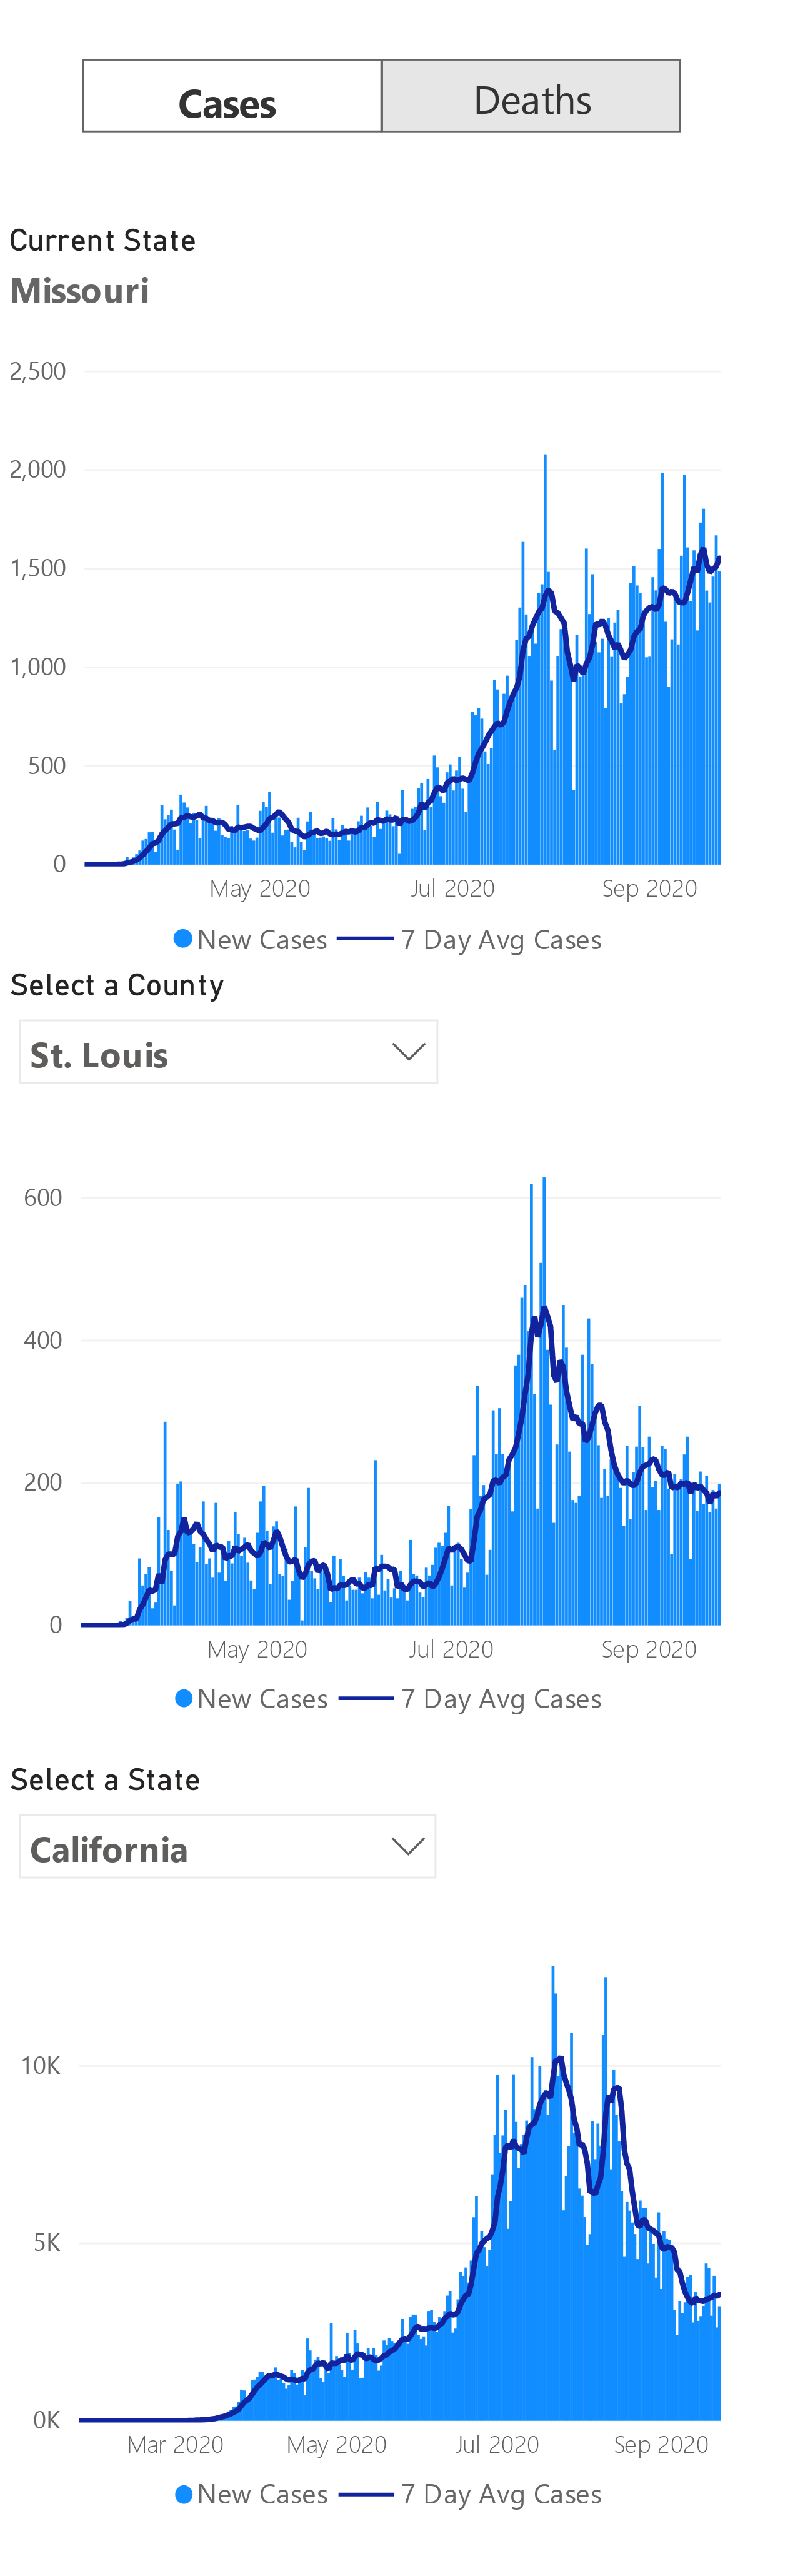 Cases Deaths
Current State
Missouri
2,500
2,000
1,500
1,000
500
0
May 2020 Jul 2020 Sep 2020
New Cases 7 Day Avg Cases
Select a County
St. Louis
600
400
200
0
May 2020 Jul 2020 Sep 2020
New Cases 7 Day Avg Cases
Select a State
California
10K
5K
0K
Mar 2020 May 2020 Jul 2020 Sep 2020
New Cases 7 Day Avg Cases